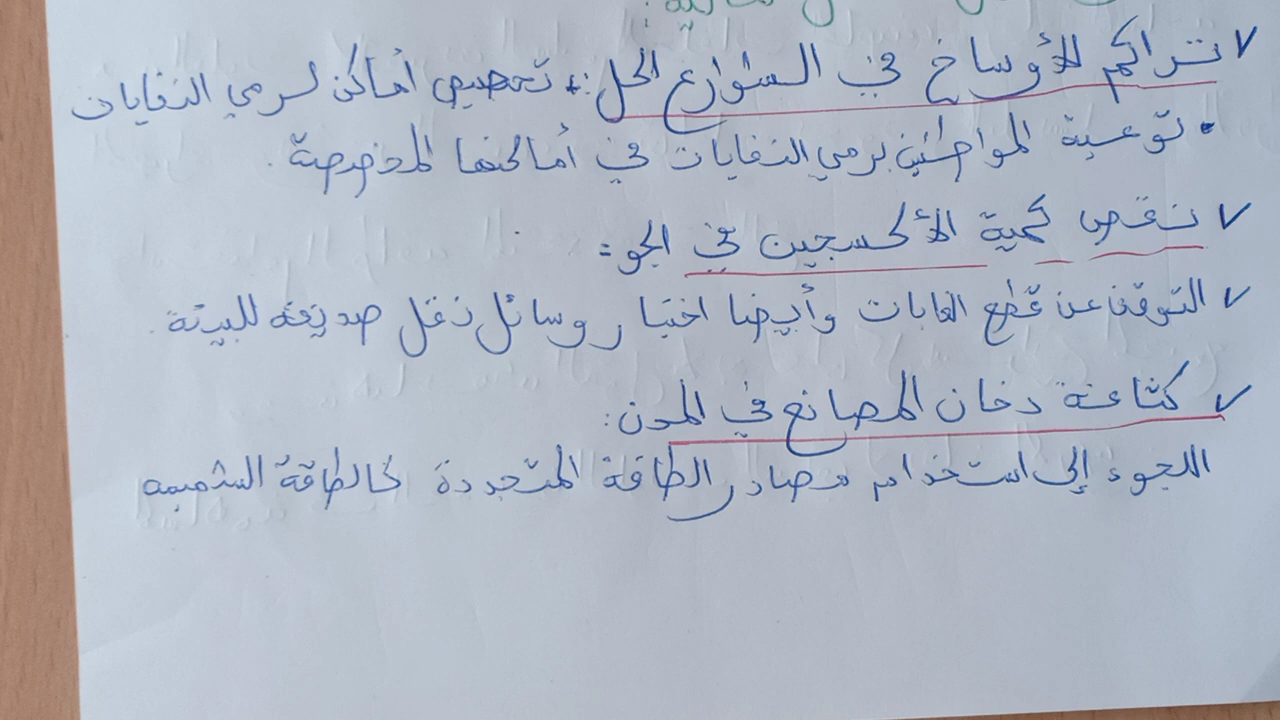 ✓ تراكم الأوساخ في الشوارع الحل: • تخصيص أماكن لرمي النفايات
• توعية المواطنين برمي النفايات في أماكنها المخصصة.
✓ نقص كمية الأكسجين في الجو:
✓ التوقف عن قطع الغابات وأيضا اختيار وسائل نقل صديقة للبيئة.
✓ كثافة دخان المصانع في المدن:
اللجوء إلى استخدام مصادر الطاقة المتجددة كالطاقة الشمسية